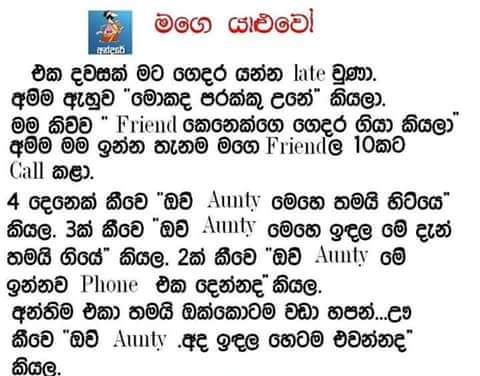 මගෙ යාළුවෝ
අන්දරේ
එක දවසක් මට ගෙදර යන්න late වුණා.
අම්ම ඇහුව "මොකද පරක්කු උනේ" කියලා.
මම කිව්ව " Friend කෙනෙක්ගෙ ගෙදර ගියා කියලා"
අම්ම මම ඉන්න තැනම මගෙ Friendල 10කට
Call කළා.
4 දෙනෙක් කීවෙ "ඔව් Aunty මෙහෙ තමයි හිටියෙ"
කියල. 3ක් කීවෙ "ඔව් Aunty මෙහෙ ඉඳල මේ දැන්
තමයි ගියේ" කියල. 2ක් කීවෙ "ඔව් Aunty මේ
ඉන්නව Phone එක දෙන්නද" කියල.
අන්තිම එකා තමයි ඔක්කොටම වඩා හපන්...ඌ
කීවෙ "ඔව් Aunty .අද ඉඳල හෙටම එවන්නද"
කියල.